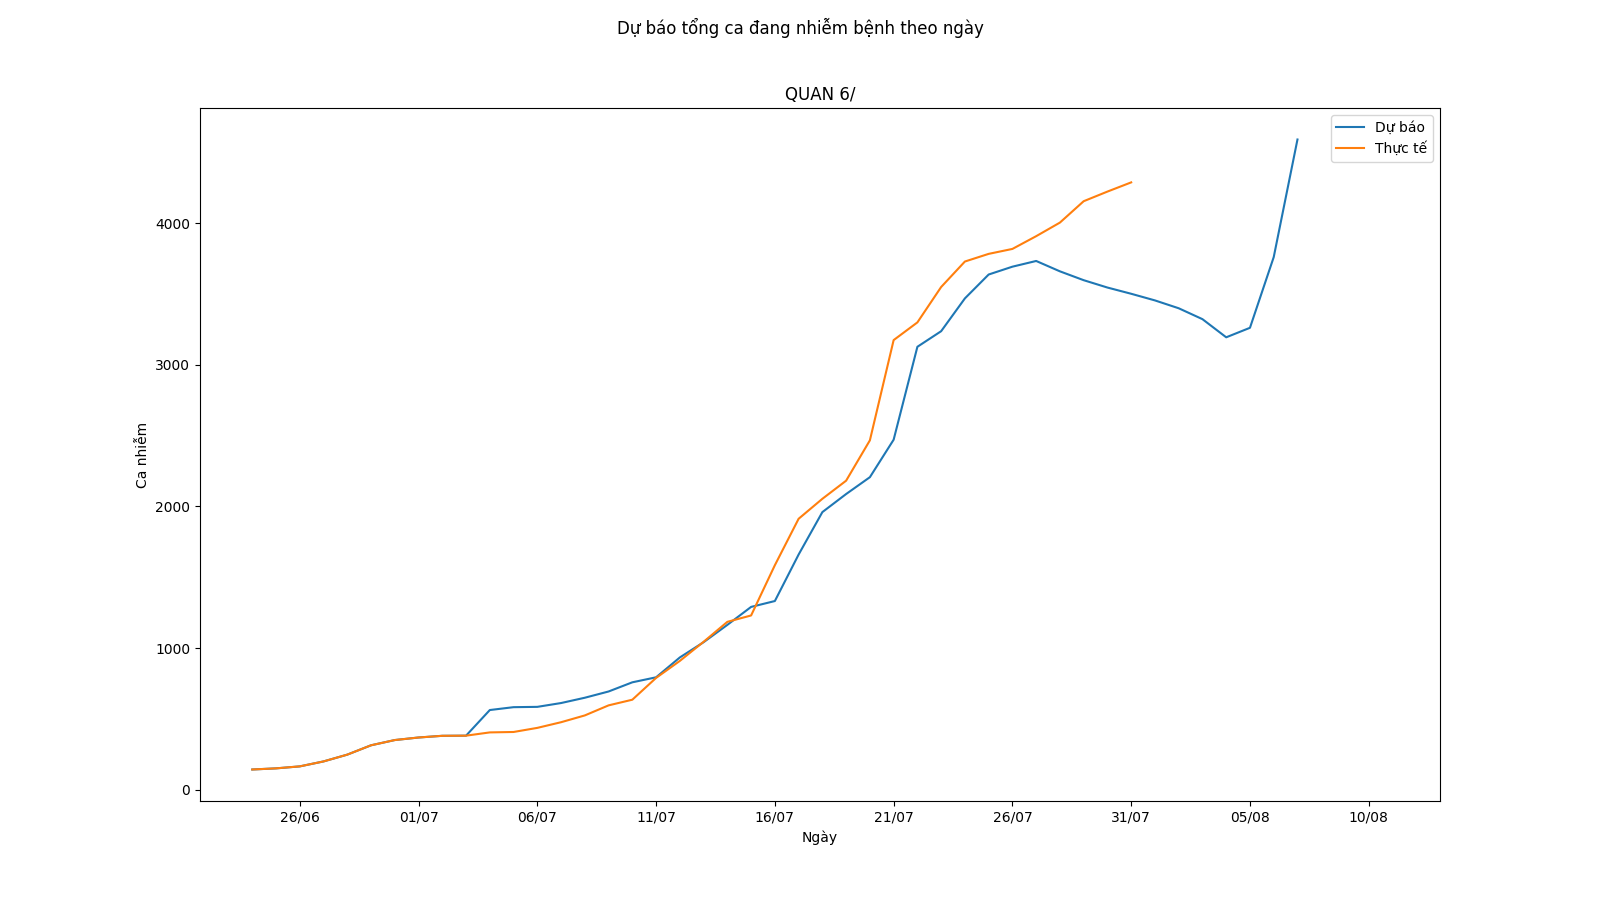 Dự báo tổng ca đang nhiễm bệnh theo ngày
QUAN 6/
Dự báo
Thực tế
Ca nhiễm
4000
3000
2000
1000
0
26/06 01/07 06/07 11/07 16/07 21/07 26/07 31/07 05/08 10/08
Ngày